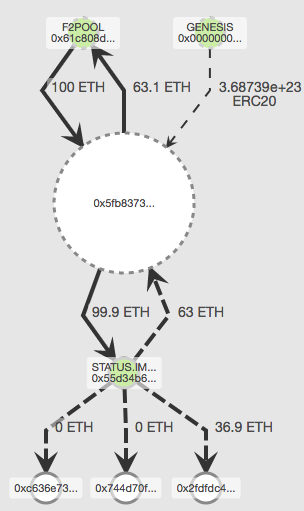 F2POOL
0x61c808d...
GENESIS
0x0000000...
100 ETH
63.1 ETH
3.68739e+23
ERC20
0x5fb8373...
99.9 ETH
63 ETH
STATUS.IM...
0x55d34b6...
0 ETH
0 ETH
36.9 ETH
0xc636e73...
0x744d70f...
0x2fdfdc4...